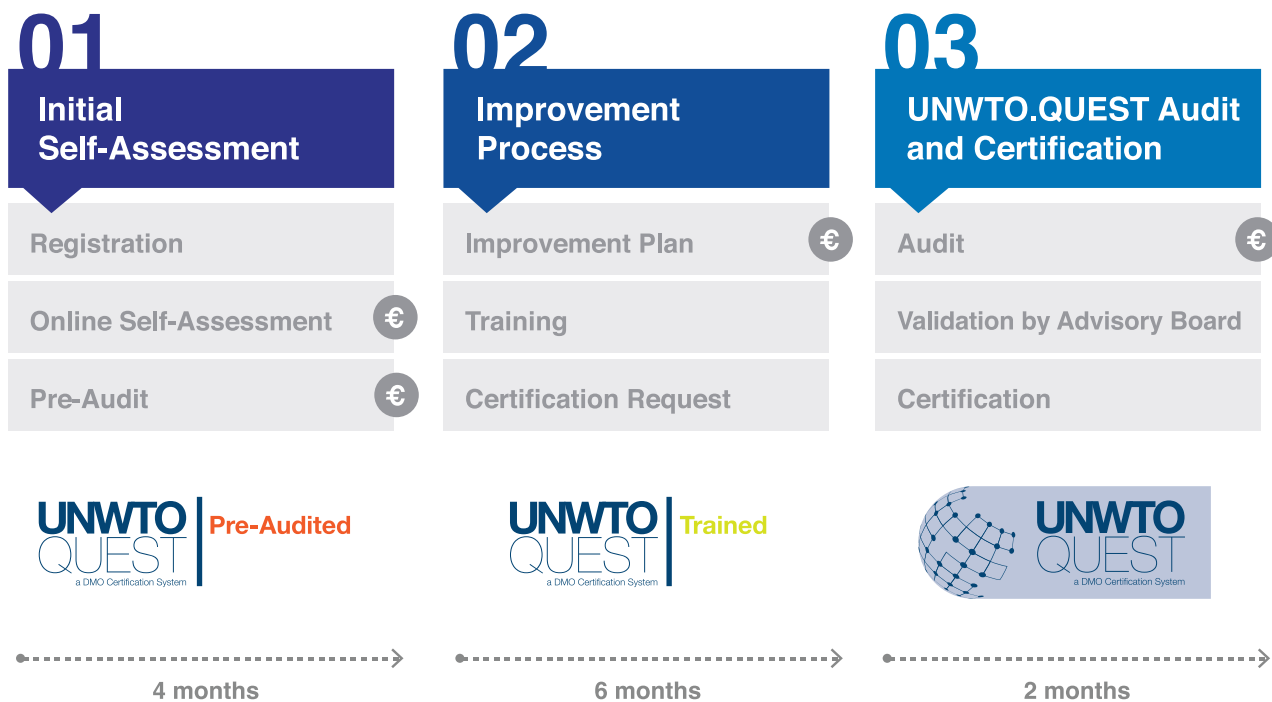 01
Initial
Self-Assessment
Registration
Online Self-Assessment €
Pre-Audit €
UNWTO
QUEST
a DMO Certification System
Pre-Audited
4 months
02
Improvement
Process
Improvement Plan €
Training
Certification Request
UNWTO
QUEST
a DMO Certification System
Trained
6 months
03
UNWTO.QUEST Audit
and Certification
Audit €
Validation by Advisory Board
Certification
UNWTO
QUEST
a DMO Certification System
2 months